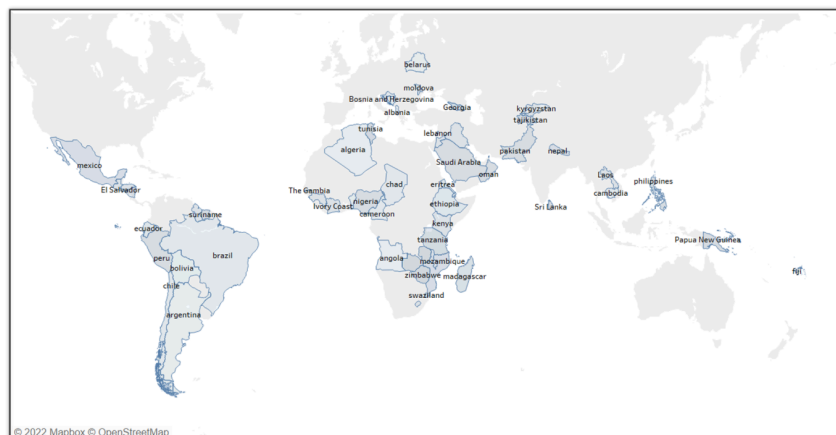 belarus
moldova
Bosnia and Herzegovina
albania
Georgia
kyrgyzstan
tajikistan
tunisia
lebanon
algeria
Saudi Arabia
oman
pakistan
nepal
mexico
El Salvador
The Gambia
Ivory Coast
nigeria
cameroon
chad
eritrea
ethiopia
kenya
Sri Lanka
Laos
cambodia
philippines
suriname
ecuador
peru
brazil
bolivia
chile
argentina
tanzania
angola
mozambique
zimbabwe
madagascar
swaziland
Papua New Guinea
fiji
© 2022 Mapbox © OpenStreetMap